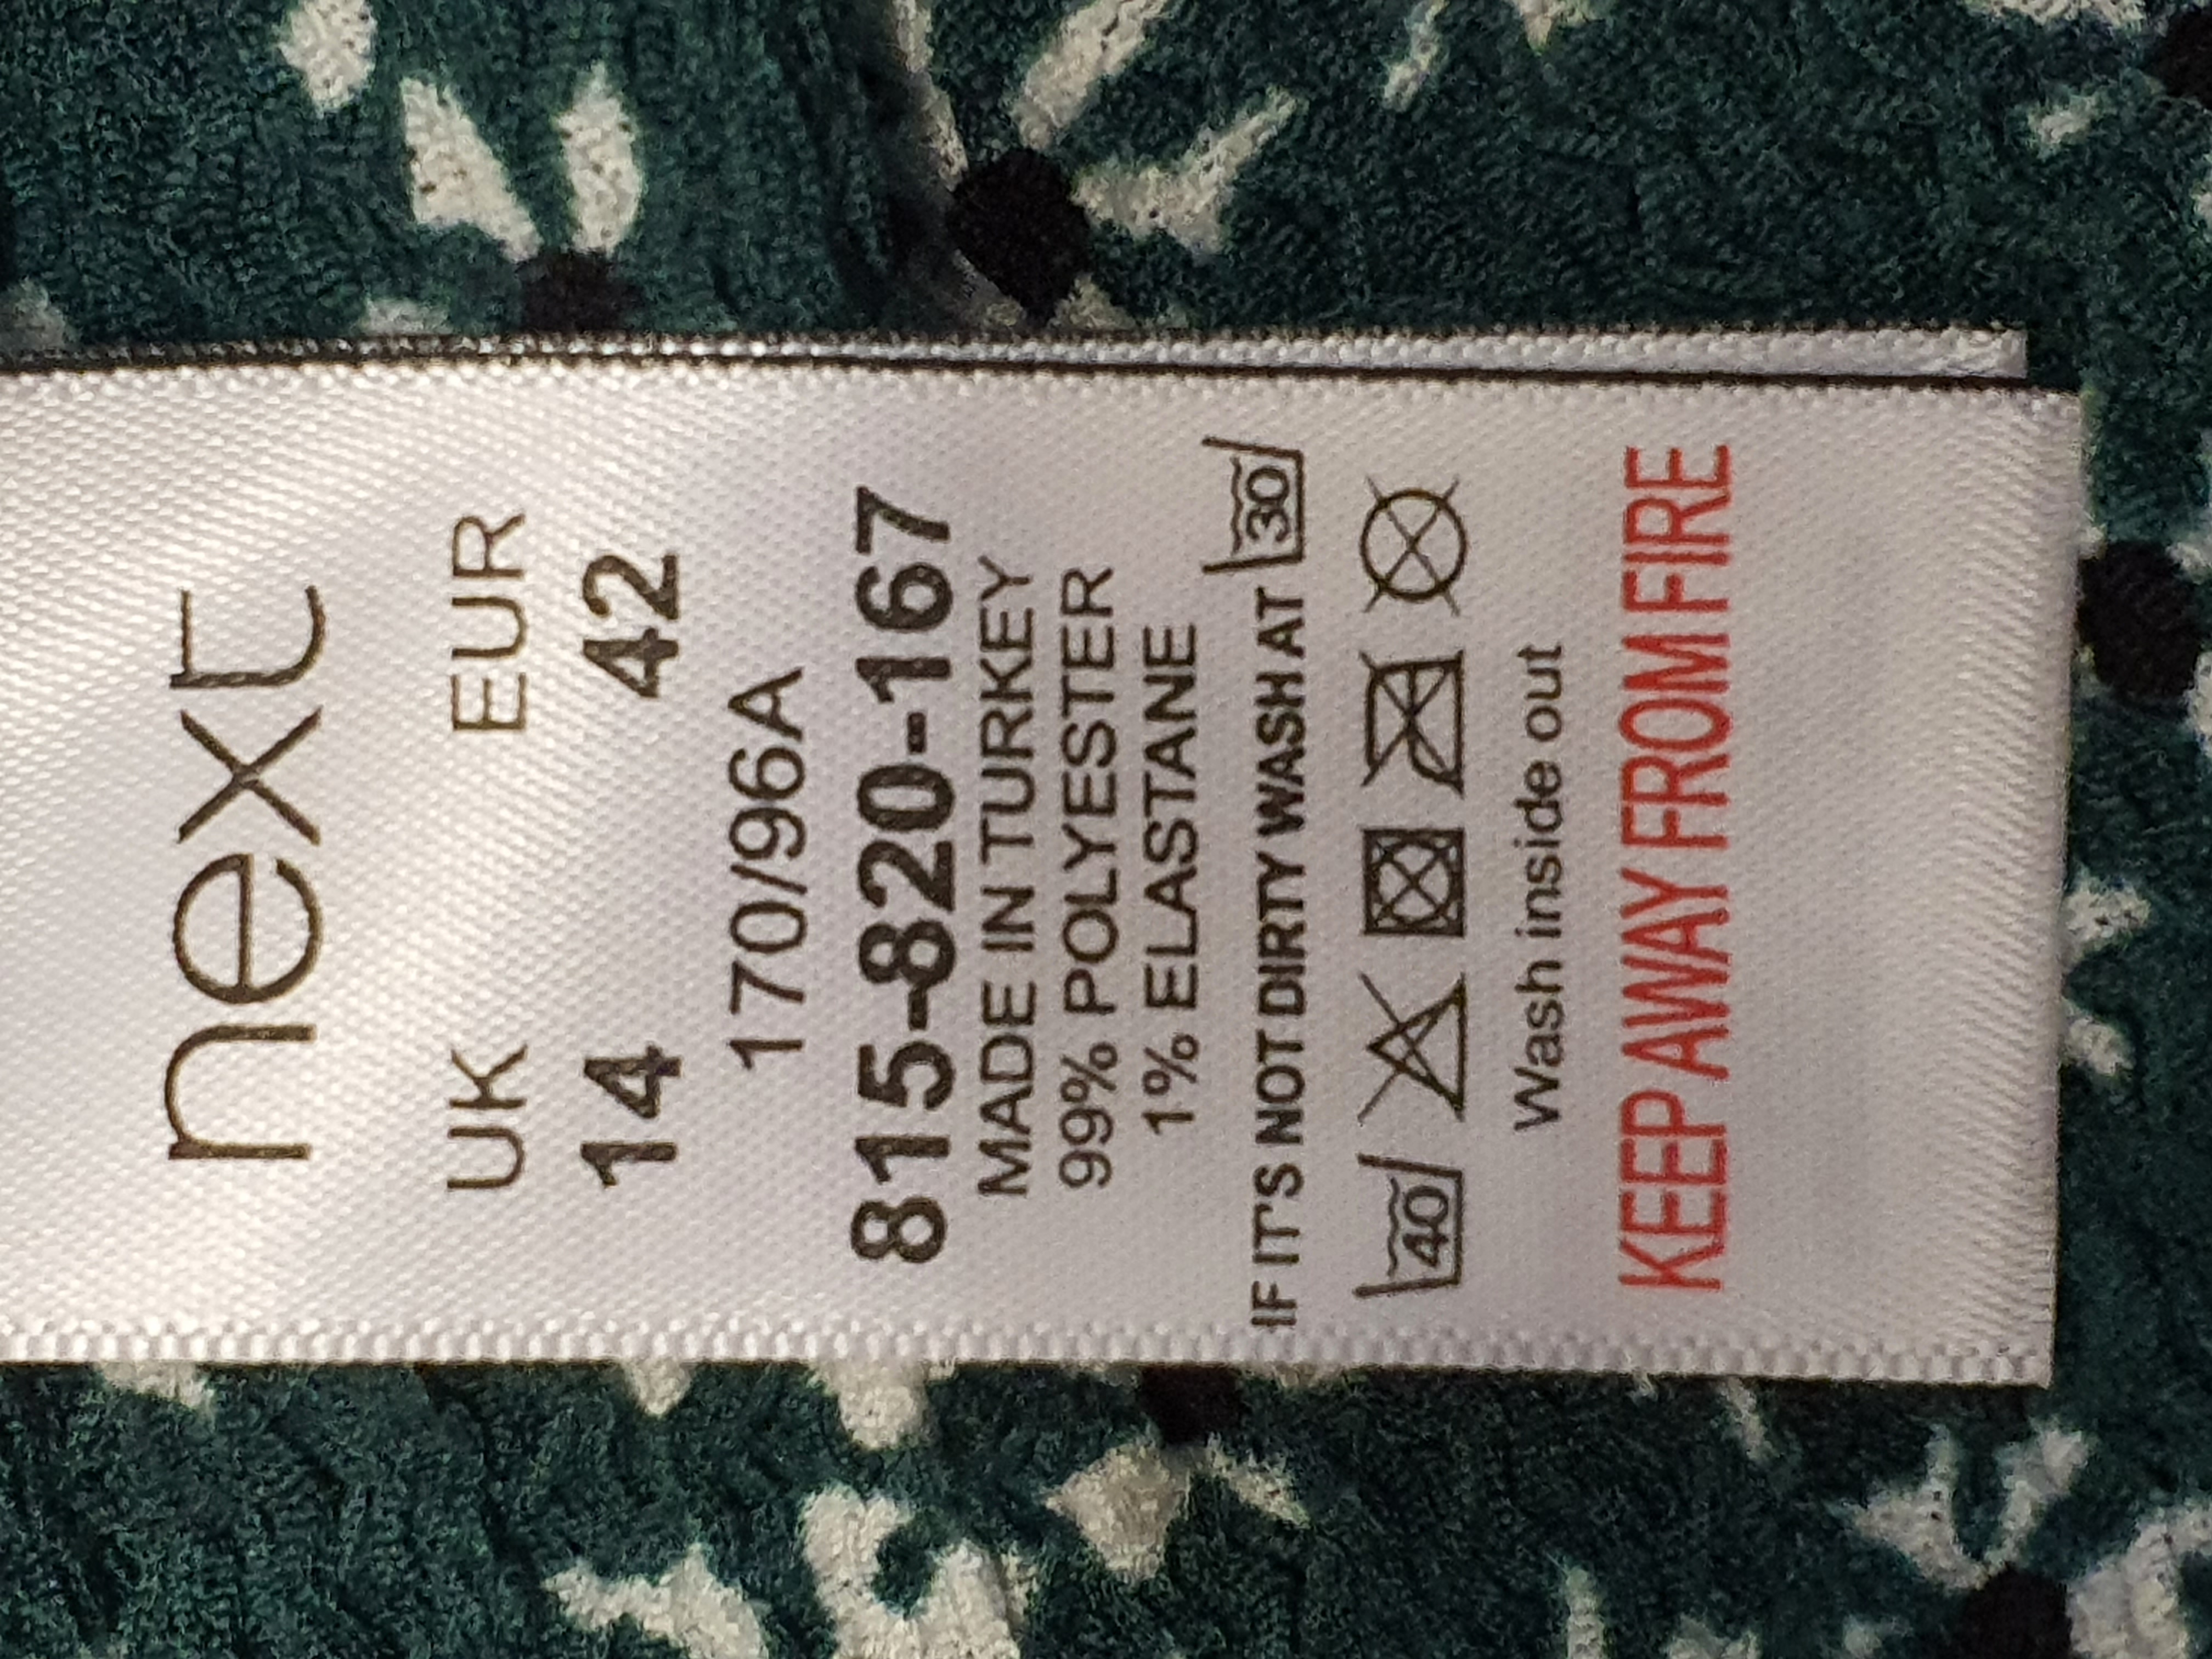 next
UK EUR
14 42
170/96A
815-820-167
MADE IN TURKEY
99% POLYESTER
1% ELASTANE
IF IT'S NOT DIRTY WASH AT 30
40
Wash inside out
KEEP AWAY FROM FIRE